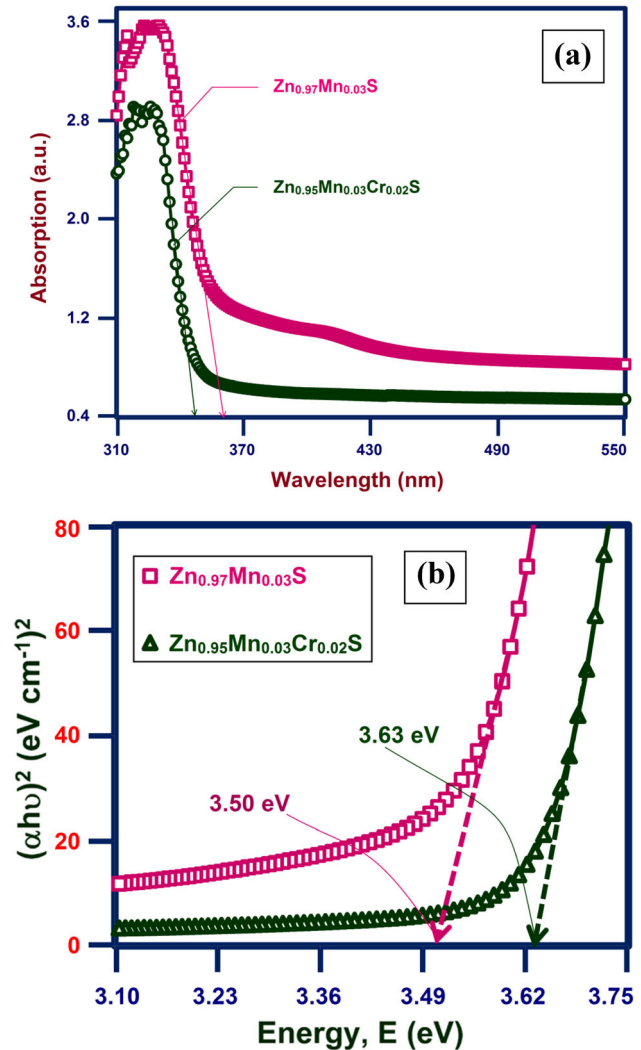 (a)
3.6
2.8
2.0
1.2
0.4
Absorption (a.u.)
Zn0.97Mn0.03S
Zn0.95Mn0.03Cr0.02S
310
370
430
490
550
Wavelength (nm)
(b)
80
60
40
20
0
(αhυ)² (eV cm⁻¹)²
Zn0.97Mn0.03S
Zn0.95Mn0.03Cr0.02S
3.63 eV
3.50 eV
3.10
3.23
3.36
3.49
3.62
3.75
Energy, E (eV)